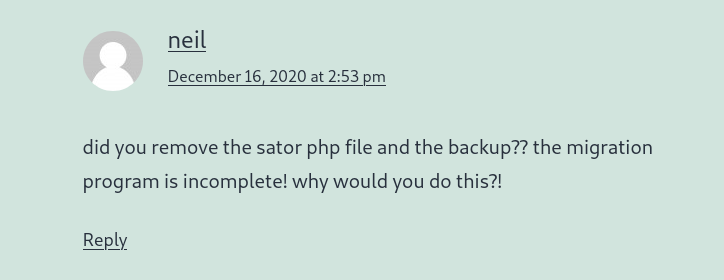 neil
December 16, 2020 at 2:53 pm
did you remove the sator php file and the backup?? the migration
program is incomplete! why would you do this?!
Reply